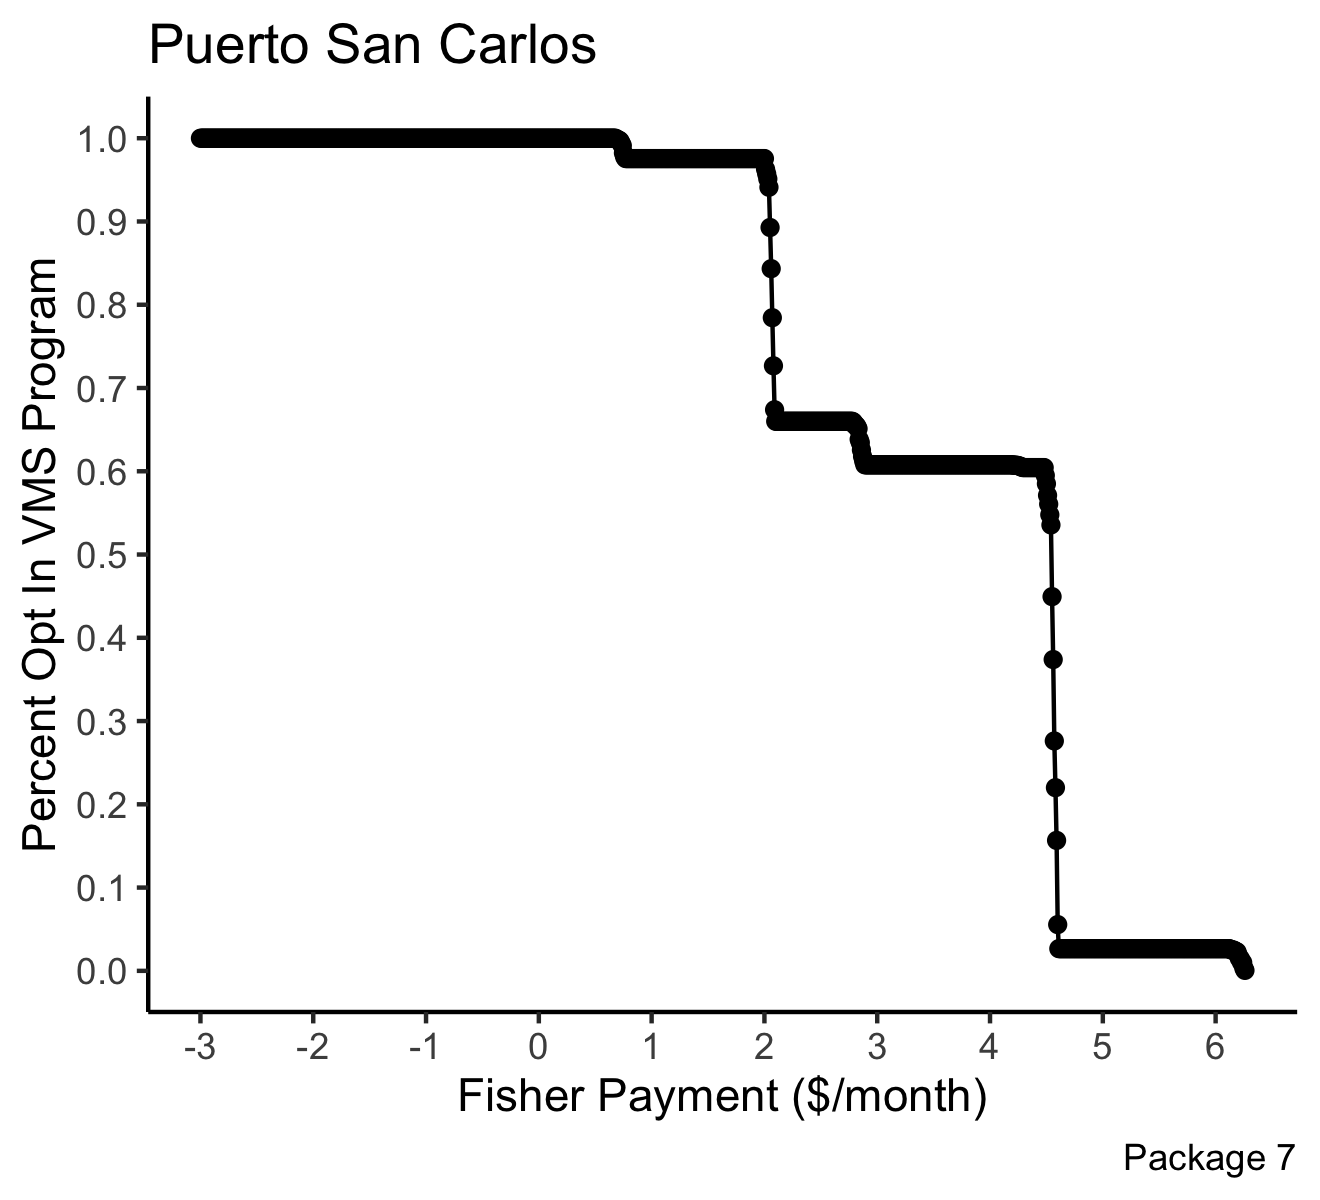 Puerto San Carlos
Percent Opt In VMS Program
1.0
0.9
0.8
0.7
0.6
0.5
0.4
0.3
0.2
0.1
0.0
-3 -2 -1 0 1 2 3 4 5 6
Fisher Payment ($/month)
Package 7